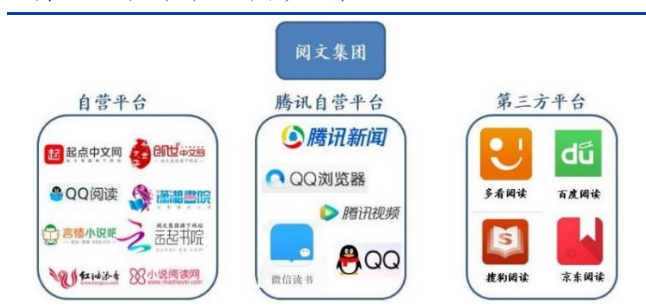 阅文集团
自营平台
腾讯自营平台
第三方平台
起点中文网
创世中文网
QQ阅读
潇湘書院
言情小说吧
云起书院
红袖添香
小说阅读网
腾讯新闻
QQ浏览器
腾讯视频
微信读书
QQ
多看阅读
dú
百度阅读
S
搜狗阅读
京东阅读